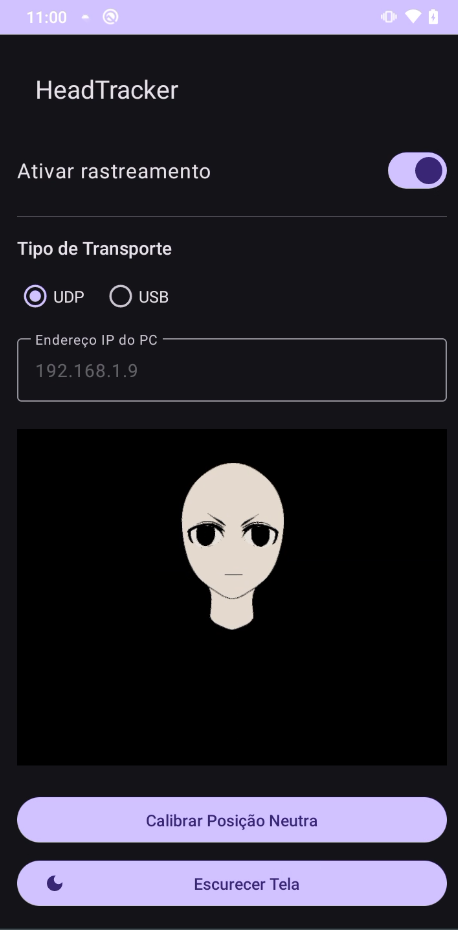 11:00
HeadTracker
Ativar rastreamento
Tipo de Transporte
UDP USB
Endereço IP do PC
192.168.1.9
Calibrar Posição Neutra
Escurecer Tela